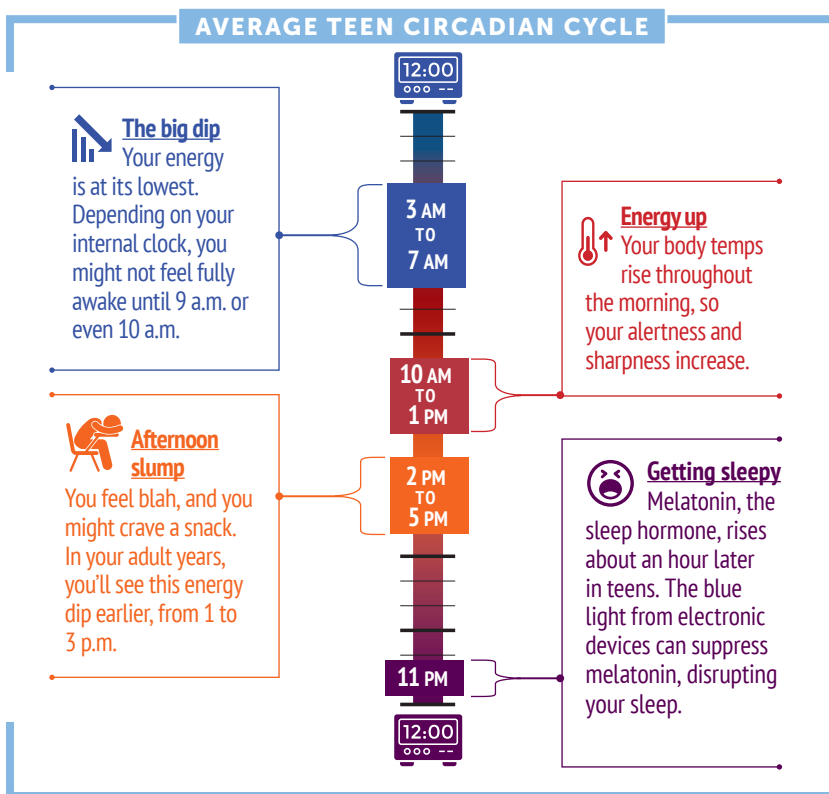 AVERAGE TEEN CIRCADIAN CYCLE
12:00
The big dip
Your energy
is at its lowest.
Depending on your
internal clock, you
might not feel fully
awake until 9 a.m. or
even 10 a.m.
3 AM
TO
7 AM
Energy up
Your body temps
rise throughout
the morning, so
your alertness and
sharpness increase.
10 AM
TO
1 PM
Afternoon
slump
You feel blah, and you
might crave a snack.
In your adult years,
you’ll see this energy
dip earlier, from 1 to
3 p.m.
2 PM
TO
5 PM
Getting sleepy
Melatonin, the
sleep hormone, rises
about an hour later
in teens. The blue
light from electronic
devices can suppress
melatonin, disrupting
your sleep.
11 PM
12:00